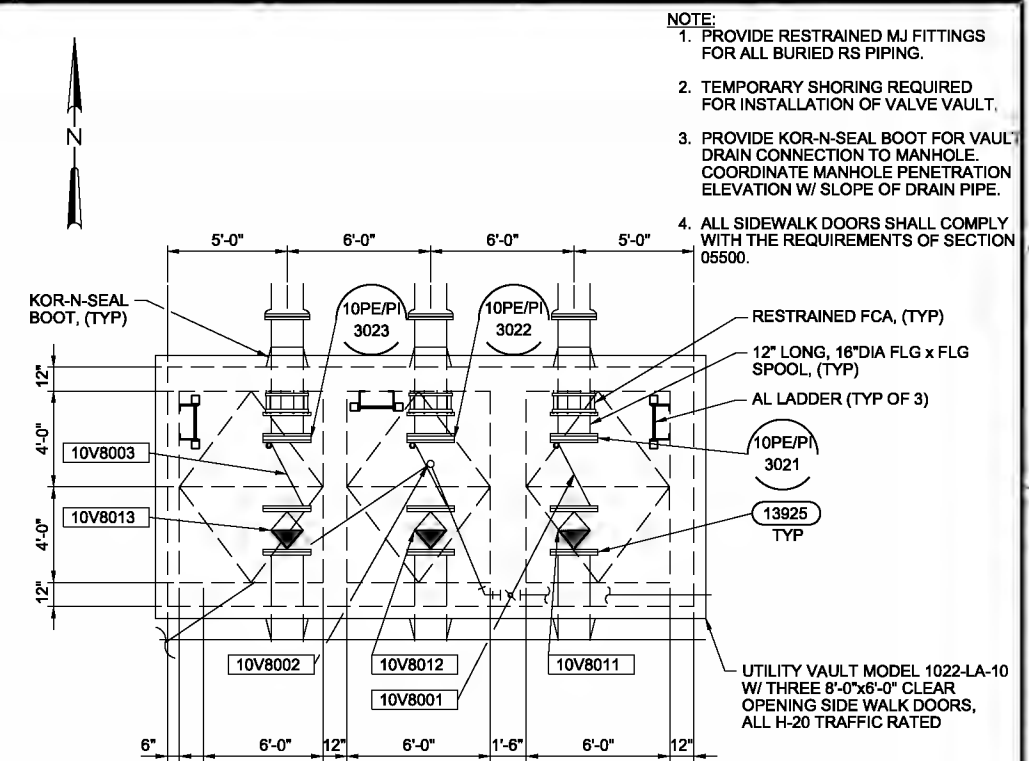 NOTE:
1. PROVIDE RESTRAINED MJ FITTINGS
FOR ALL BURIED RS PIPING.
2. TEMPORARY SHORING REQUIRED
FOR INSTALLATION OF VALVE VAULT.
3. PROVIDE KOR-N-SEAL BOOT FOR VAULT
DRAIN CONNECTION TO MANHOLE.
COORDINATE MANHOLE PENETRATION
ELEVATION W/ SLOPE OF DRAIN PIPE.
4. ALL SIDEWALK DOORS SHALL COMPLY
WITH THE REQUIREMENTS OF SECTION
05500.
N
5'-0"
6'-0"
6'-0"
5'-0"
KOR-N-SEAL
BOOT, (TYP)
10PE/PI
3023
10PE/PI
3022
RESTRAINED FCA, (TYP)
12" LONG, 16"DIA FLG x FLG
SPOOL, (TYP)
AL LADDER (TYP OF 3)
10PE/PI
3021
13925
TYP
12"
4'-0"
4'-0"
12"
10V8003
10V8013
10V8002
10V8012
10V8001
10V8011
UTILITY VAULT MODEL 1022-LA-10
W/ THREE 8'-0"x6'-0" CLEAR
OPENING SIDE WALK DOORS,
ALL H-20 TRAFFIC RATED
6"
6'-0"
12"
6'-0"
1'-6"
6'-0"
12"